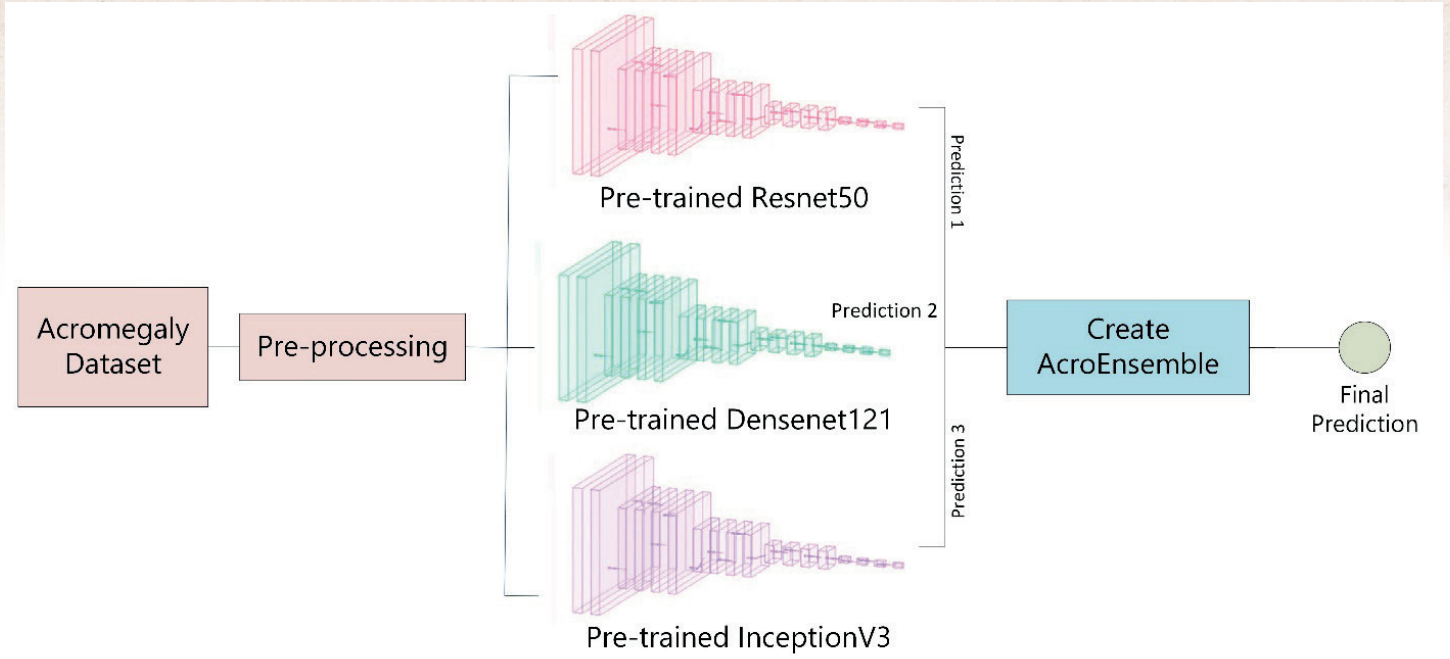 Acromegaly
Dataset
Pre-processing
Pre-trained Resnet50
Pre-trained Densenet121
Pre-trained InceptionV3
Prediction 1
Prediction 2
Prediction 3
Create
AcroEnsemble
Final
Prediction